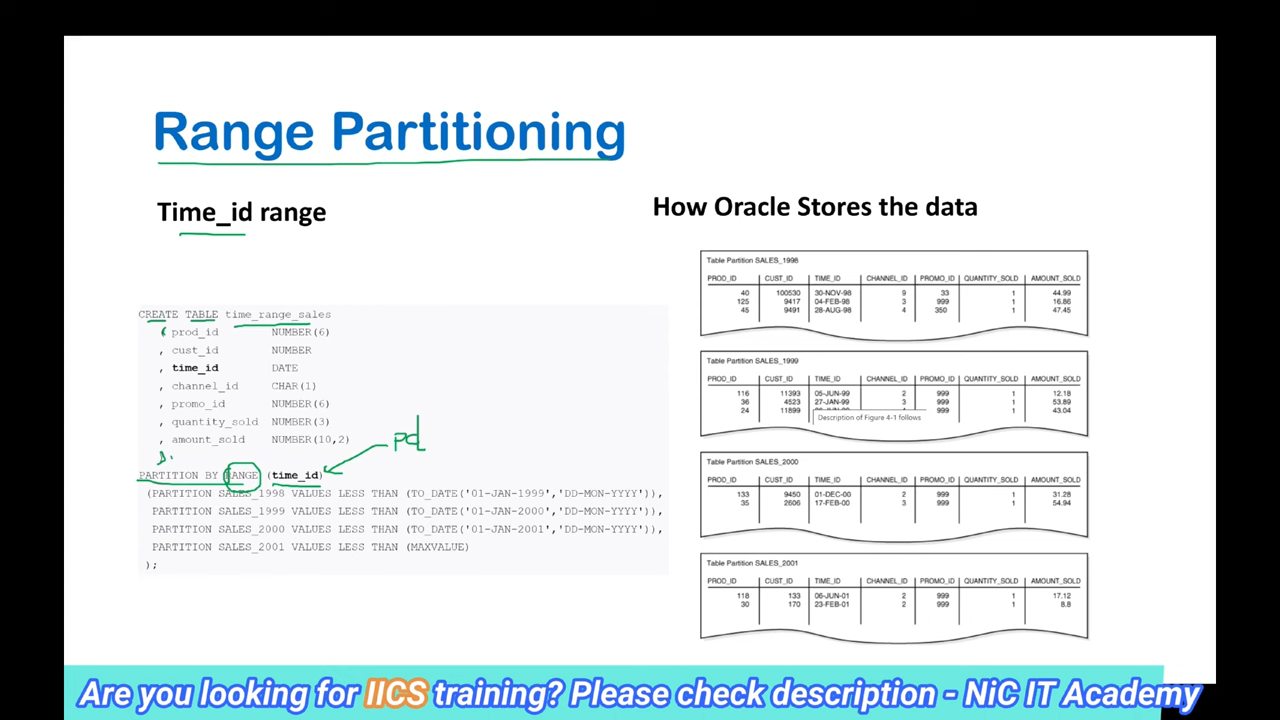 Range Partitioning
Time_id range
CREATE TABLE time_range_sales
( prod_id NUMBER(6)
, cust_id NUMBER
, time_id DATE
, channel_id CHAR(1)
, promo_id NUMBER(6)
, quantity_sold NUMBER(3)
, amount_sold NUMBER(10,2)
pd
PARTITION BY RANGE (time_id)
(PARTITION SALES_1998 VALUES LESS THAN (TO_DATE('01-JAN-1999','DD-MON-YYYY')),
PARTITION SALES_1999 VALUES LESS THAN (TO_DATE('01-JAN-2000','DD-MON-YYYY')),
PARTITION SALES_2000 VALUES LESS THAN (TO_DATE('01-JAN-2001','DD-MON-YYYY')),
PARTITION SALES_2001 VALUES LESS THAN (MAXVALUE)
);
How Oracle Stores the data
Table Partition SALES_1998
PROD_ID CUST_ID TIME_ID CHANNEL_ID PROMO_ID QUANTITY_SOLD AMOUNT_SOLD
40 100530 30-NOV-98 9 33 1 44.99
125 9417 04-FEB-98 3 999 1 16.86
45 9491 28-AUG-98 4 350 1 47.45
Table Partition SALES_1999
PROD_ID CUST_ID TIME_ID CHANNEL_ID PROMO_ID QUANTITY_SOLD AMOUNT_SOLD
116 11393 05-JUN-99 2 999 1 12.18
36 4523 27-JAN-99 3 999 1 53.89
24 11899 999 1 43.04
Description of Figure 4-1 follows
Table Partition SALES_2000
PROD_ID CUST_ID TIME_ID CHANNEL_ID PROMO_ID QUANTITY_SOLD AMOUNT_SOLD
133 9450 01-DEC-00 2 999 1 31.28
35 2606 17-FEB-00 3 999 1 54.94
Table Partition SALES_2001
PROD_ID CUST_ID TIME_ID CHANNEL_ID PROMO_ID QUANTITY_SOLD AMOUNT_SOLD
118 133 06-JUN-01 2 999 1 17.12
30 170 23-FEB-01 2 999 1 8.8
Are you looking for IICS training? Please check description - NiC IT Academy